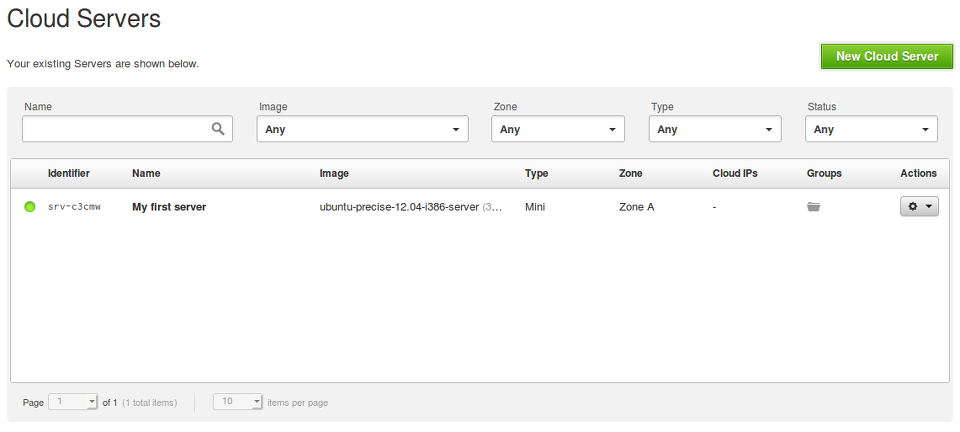 Cloud Servers
Your existing Servers are shown below.
New Cloud Server
Name Image Zone Type Status
Any Any Any Any
Identifier Name Image Type Zone Cloud IPs Groups Actions
srv-c3cmw My first server ubuntu-precise-12.04-i386-server (3... Mini Zone A -
Page 1 of 1 (1 total items) 10 items per page